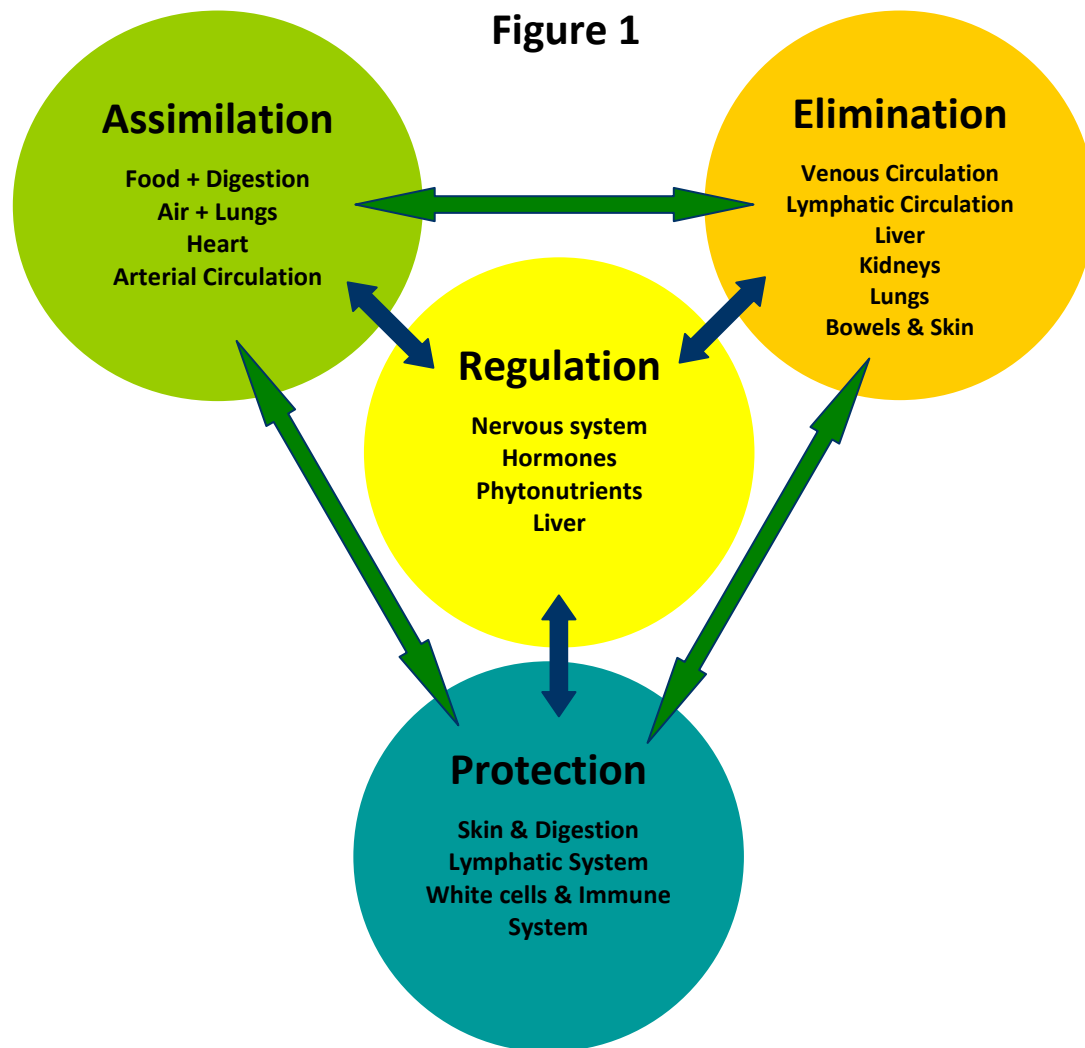 Figure 1
Assimilation
Food + Digestion
Air + Lungs
Heart
Arterial Circulation
Elimination
Venous Circulation
Lymphatic Circulation
Liver
Kidneys
Lungs
Bowels & Skin
Regulation
Nervous system
Hormones
Phytonutrients
Liver
Protection
Skin & Digestion
Lymphatic System
White cells & Immune
System